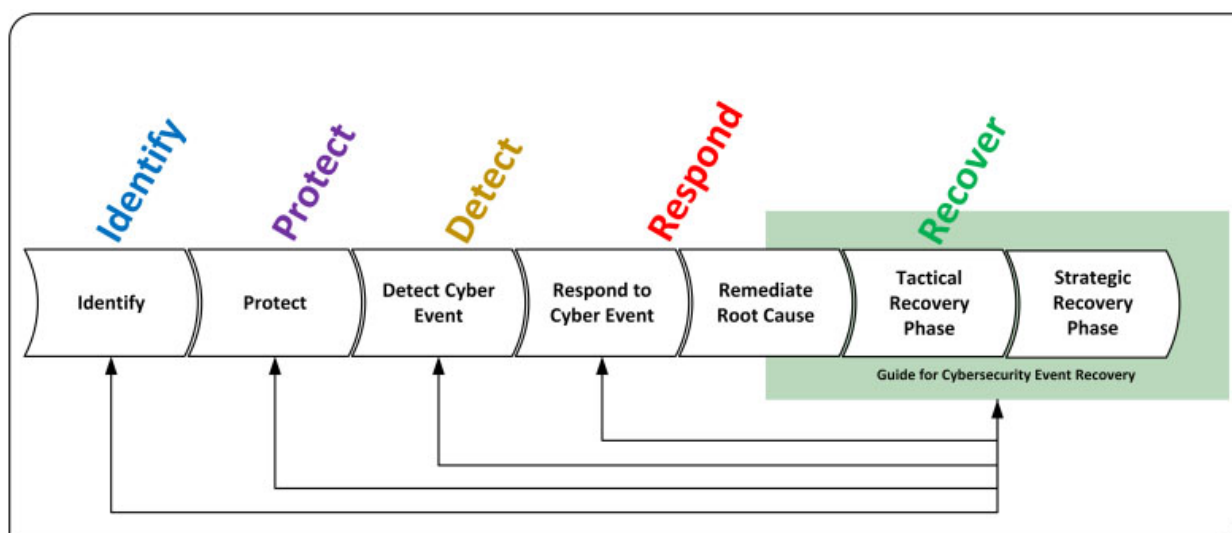 Identify
Protect
Detect
Respond
Recover
Identify
Protect
Detect Cyber
Event
Respond to
Cyber Event
Remediate
Root Cause
Tactical
Recovery
Phase
Strategic
Recovery
Phase
Guide for Cybersecurity Event Recovery